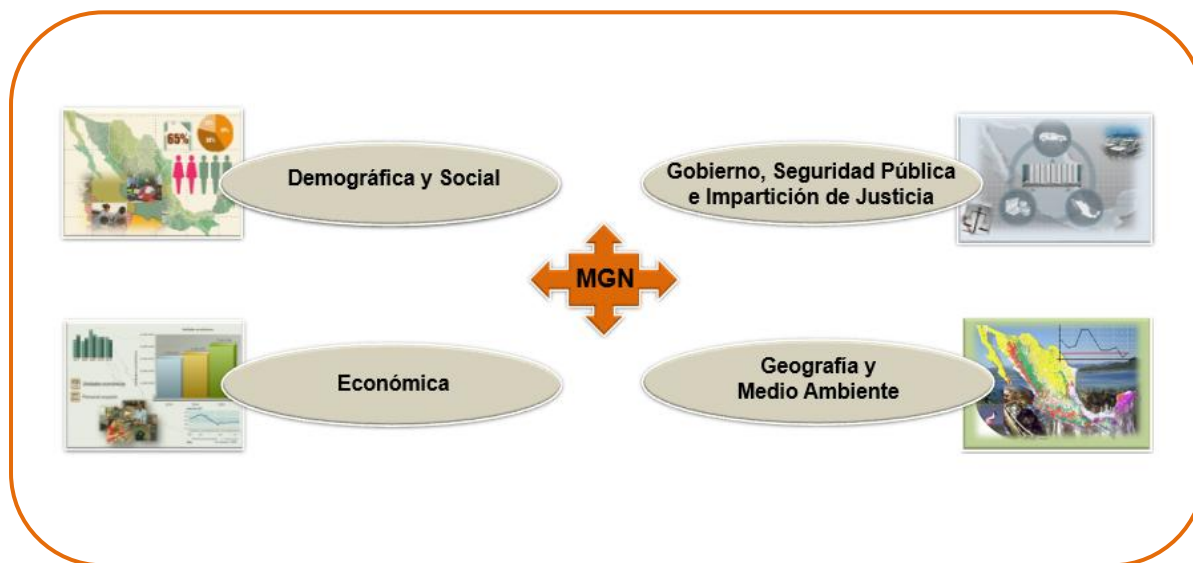 65%
Demográfica y Social
Gobierno, Seguridad Pública
e Impartición de Justicia
MGN
Económica
Geografía y
Medio Ambiente